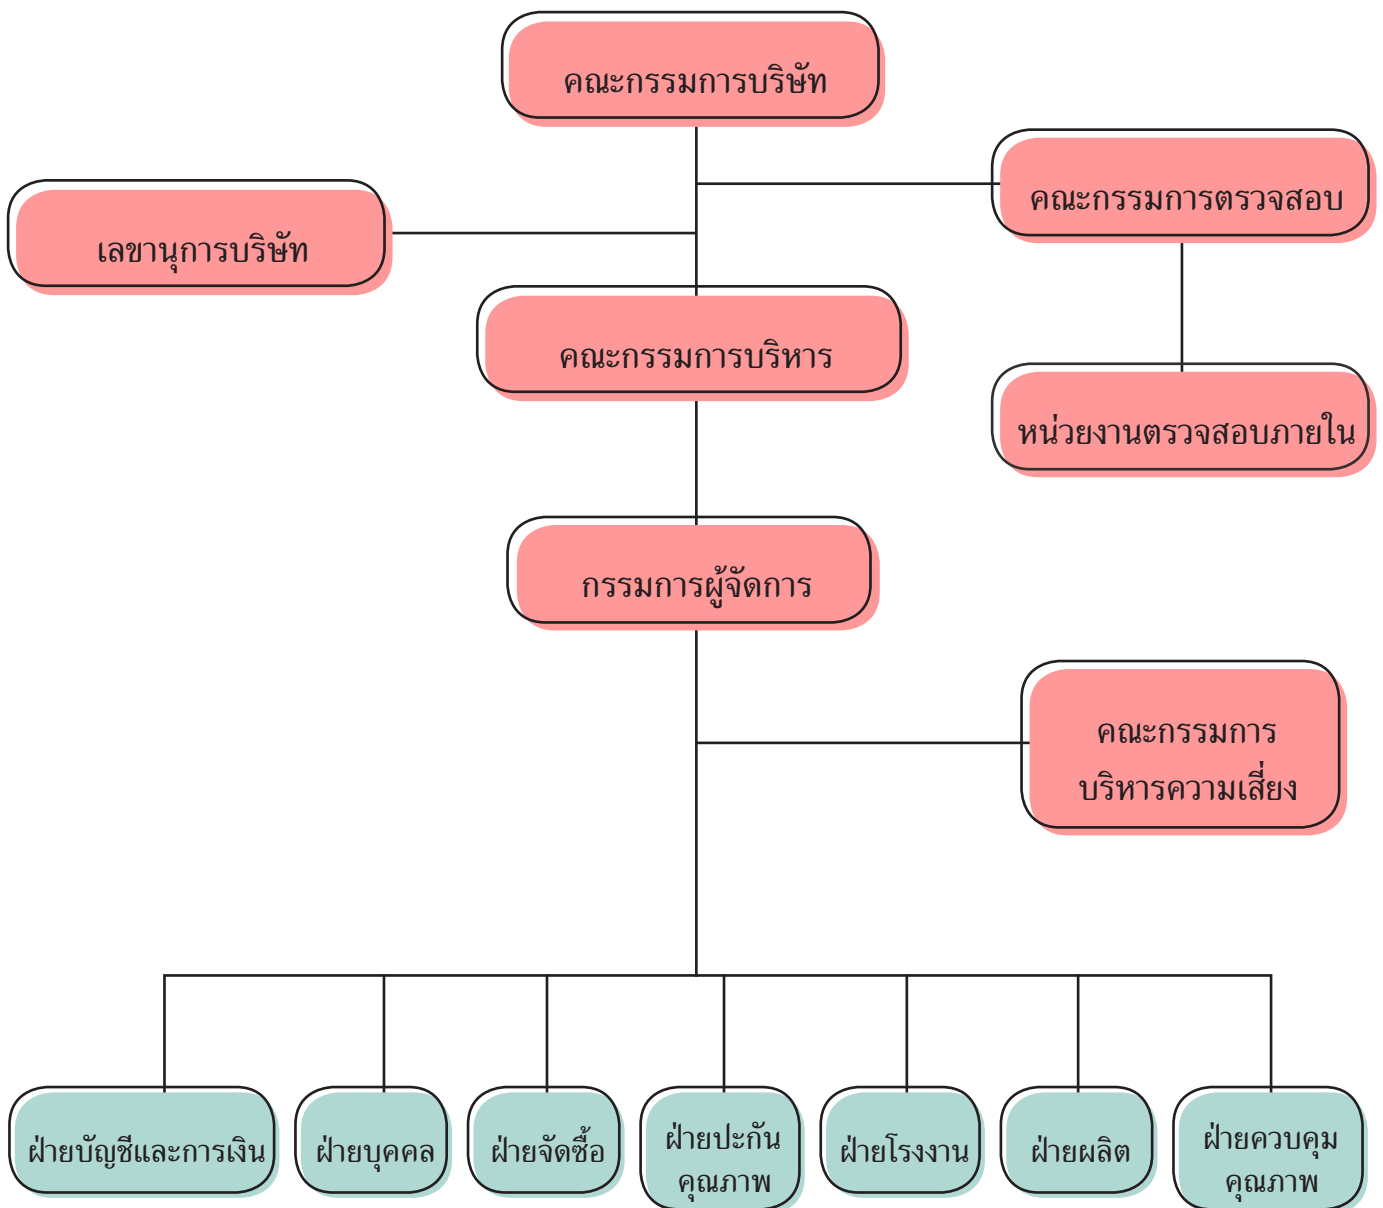 คณะกรรมการบริษัท
คณะกรรมการตรวจสอบ
เลขานุการบริษัท
คณะกรรมการบริหาร
หน่วยงานตรวจสอบภายใน
กรรมการผู้จัดการ
คณะกรรมการ
บริหารความเสี่ยง
ฝ่ายบัญชีและการเงิน
ฝ่ายบุคคล
ฝ่ายจัดซื้อ
ฝ่ายปะกัน
คุณภาพ
ฝ่ายโรงงาน
ฝ่ายผลิต
ฝ่ายควบคุม
คุณภาพ